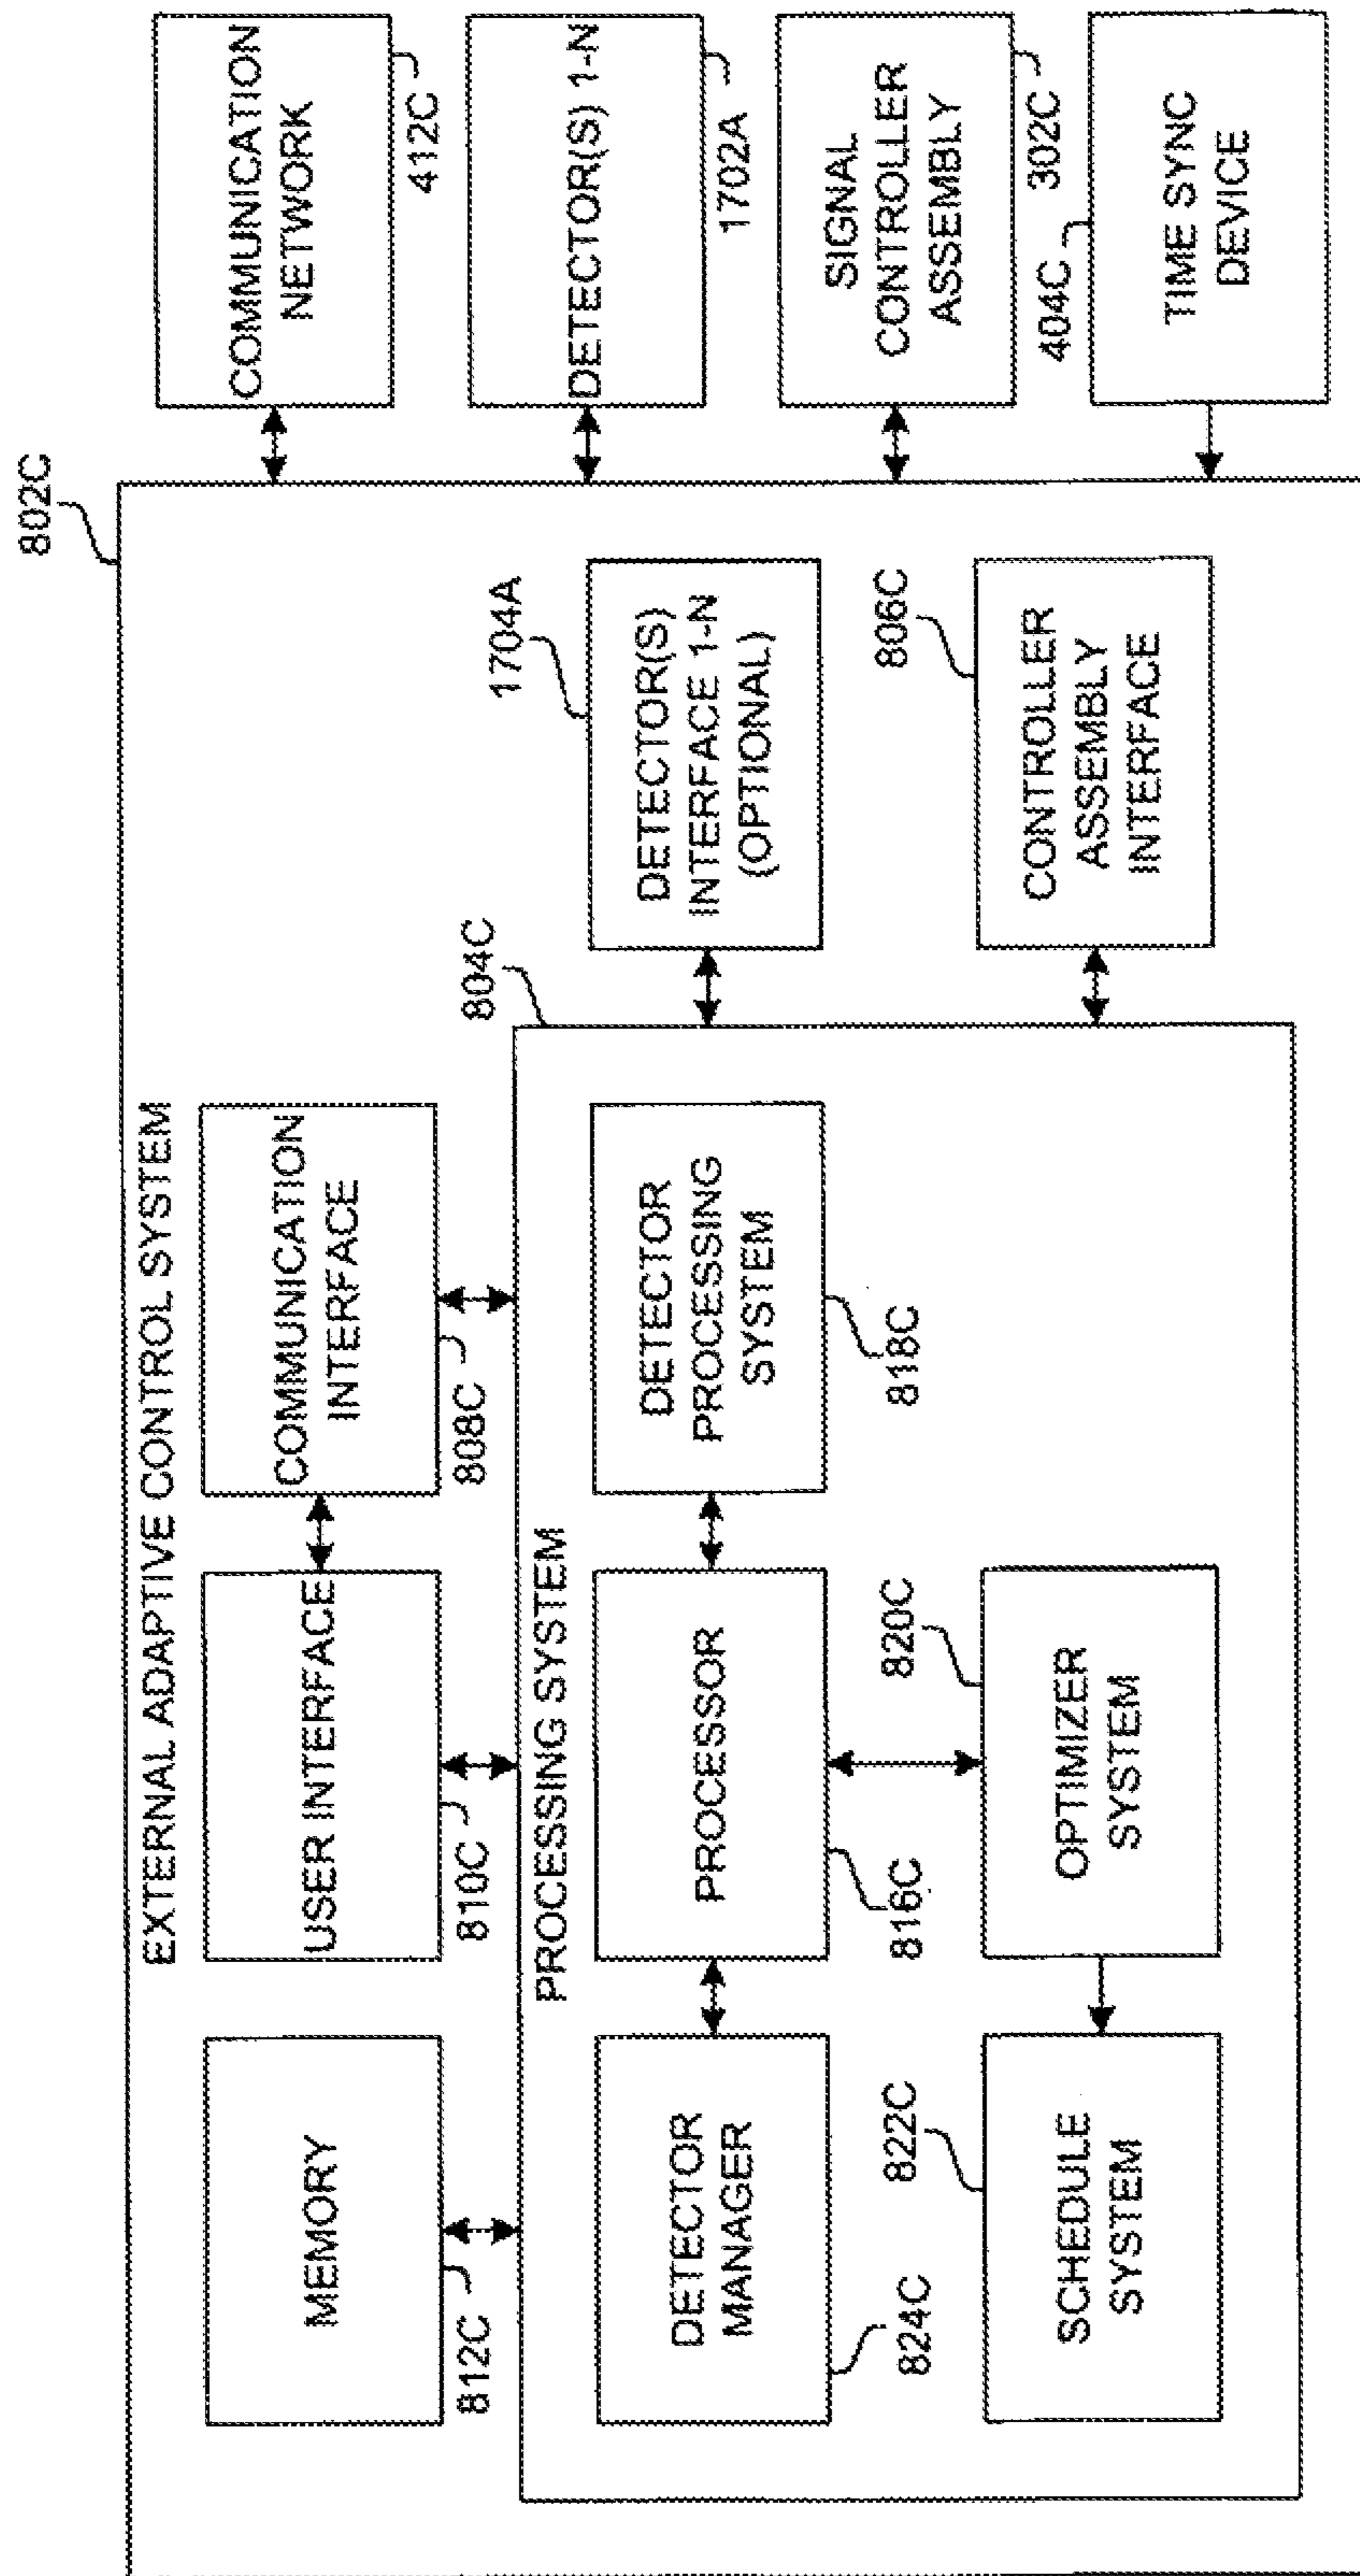 802C
EXTERNAL ADAPTIVE CONTROL SYSTEM
MEMORY
812C
USER INTERFACE
810C
COMMUNICATION
INTERFACE
808C
PROCESSING SYSTEM
804C
DETECTOR
MANAGER
824C
PROCESSOR
816C
DETECTOR
PROCESSING
SYSTEM
818C
SCHEDULE
SYSTEM
822C
OPTIMIZER
SYSTEM
820C
DETECTOR(S)
INTERFACE 1-N
(OPTIONAL)
1704A
CONTROLLER
ASSEMBLY
INTERFACE
806C
COMMUNICATION
NETWORK
412C
DETECTOR(S) 1-N
1702A
SIGNAL
CONTROLLER
ASSEMBLY
302C
TIME SYNC
DEVICE
404C